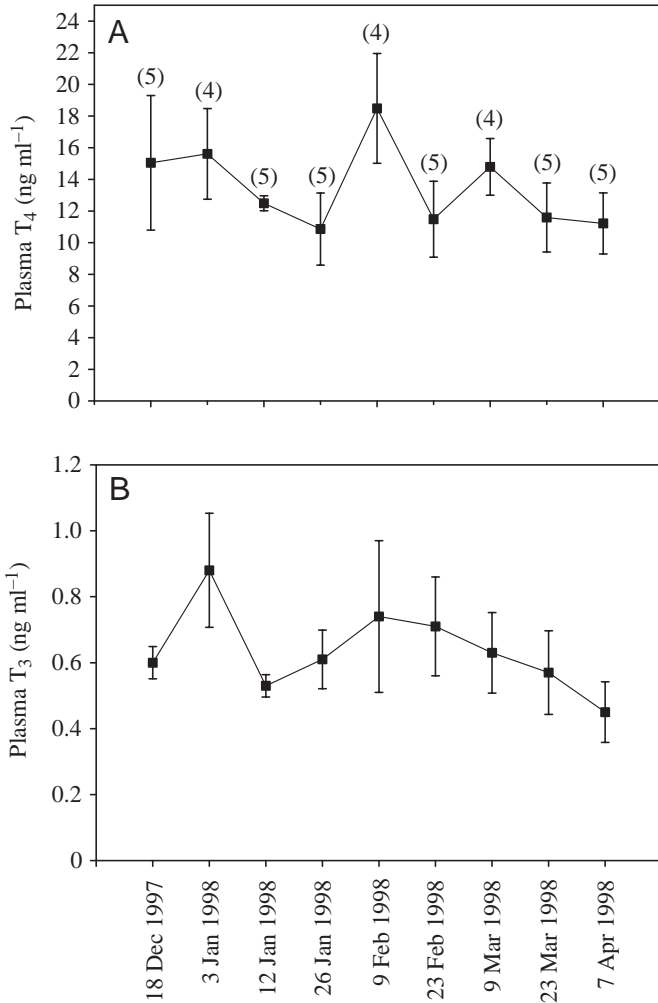 A
Plasma T₄ (ng ml⁻¹)
24
22
20
18
16
14
12
10
8
6
4
2
0
(5)
(4)
(5)
(5)
(4)
(5)
(4)
(5)
(5)
B
Plasma T₃ (ng ml⁻¹)
1.2
1.0
0.8
0.6
0.4
0.2
0
18 Dec 1997
3 Jan 1998
12 Jan 1998
26 Jan 1998
9 Feb 1998
23 Feb 1998
9 Mar 1998
23 Mar 1998
7 Apr 1998